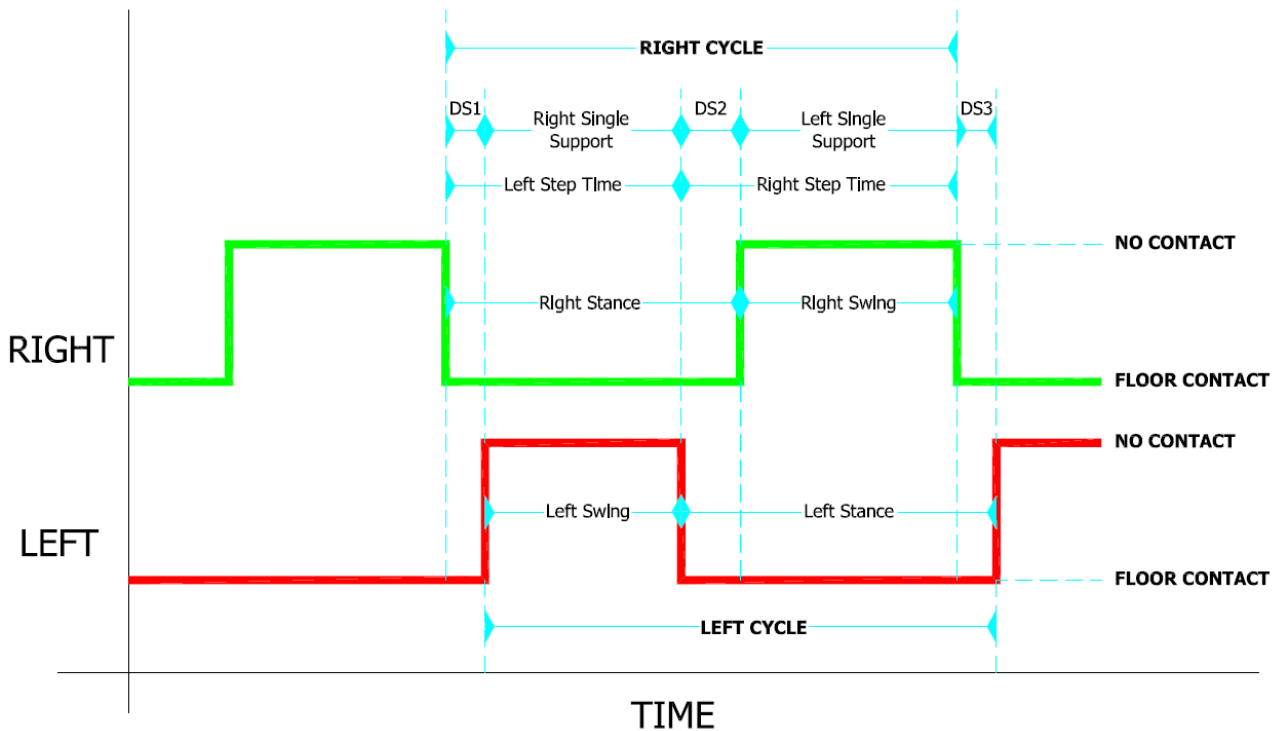 RIGHT CYCLE
DS1
Right Single
Support
DS2
Left SIngle
Support
DS3
Left Step TIme
Right Step Time
NO CONTACT
RIght Stance
RIght SwIng
RIGHT
FLOOR CONTACT
NO CONTACT
Left SwIng
Left Stance
LEFT
FLOOR CONTACT
LEFT CYCLE
TIME